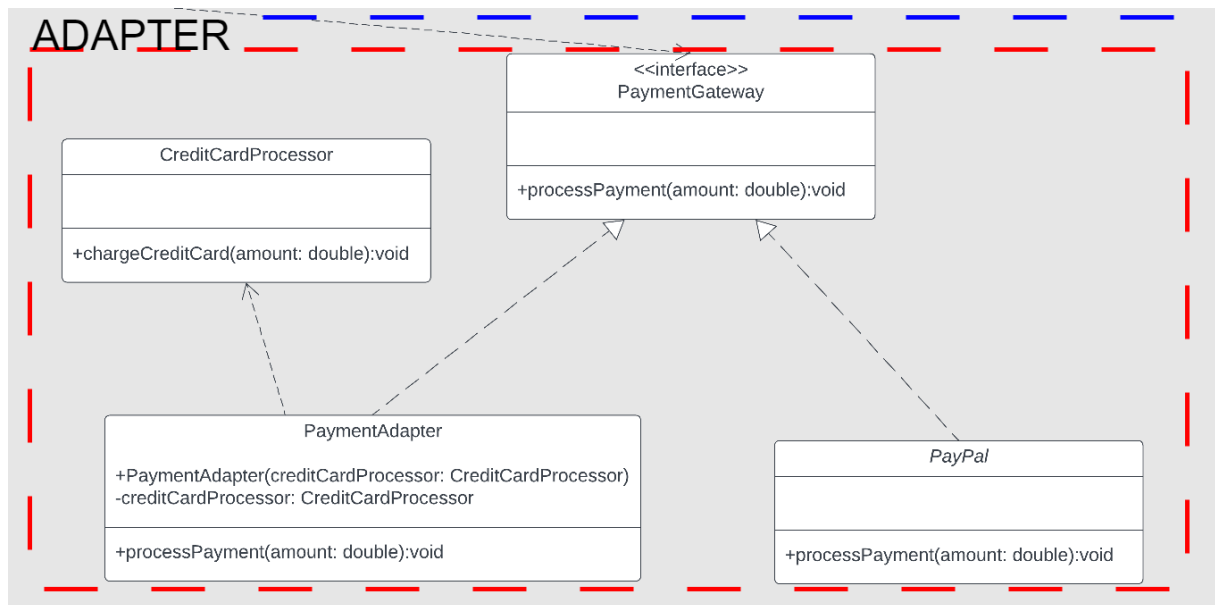 ADAPTER
<<interface>>
PaymentGateway
+processPayment(amount: double):void
CreditCardProcessor
+chargeCreditCard(amount: double):void
PaymentAdapter
+PaymentAdapter(creditCardProcessor: CreditCardProcessor)
-creditCardProcessor: CreditCardProcessor
+processPayment(amount: double):void
PayPal
+processPayment(amount: double):void